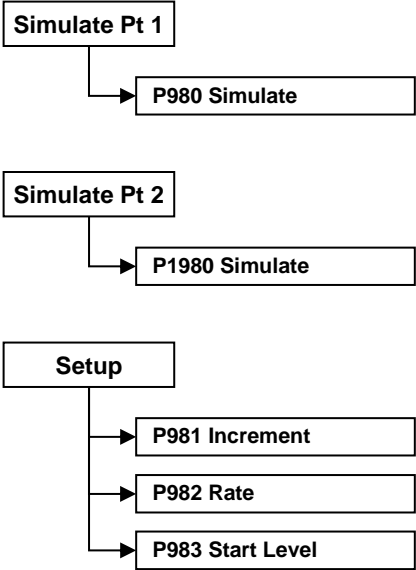 Simulate Pt 1
P980 Simulate
Simulate Pt 2
P1980 Simulate
Setup
P981 Increment
P982 Rate
P983 Start Level